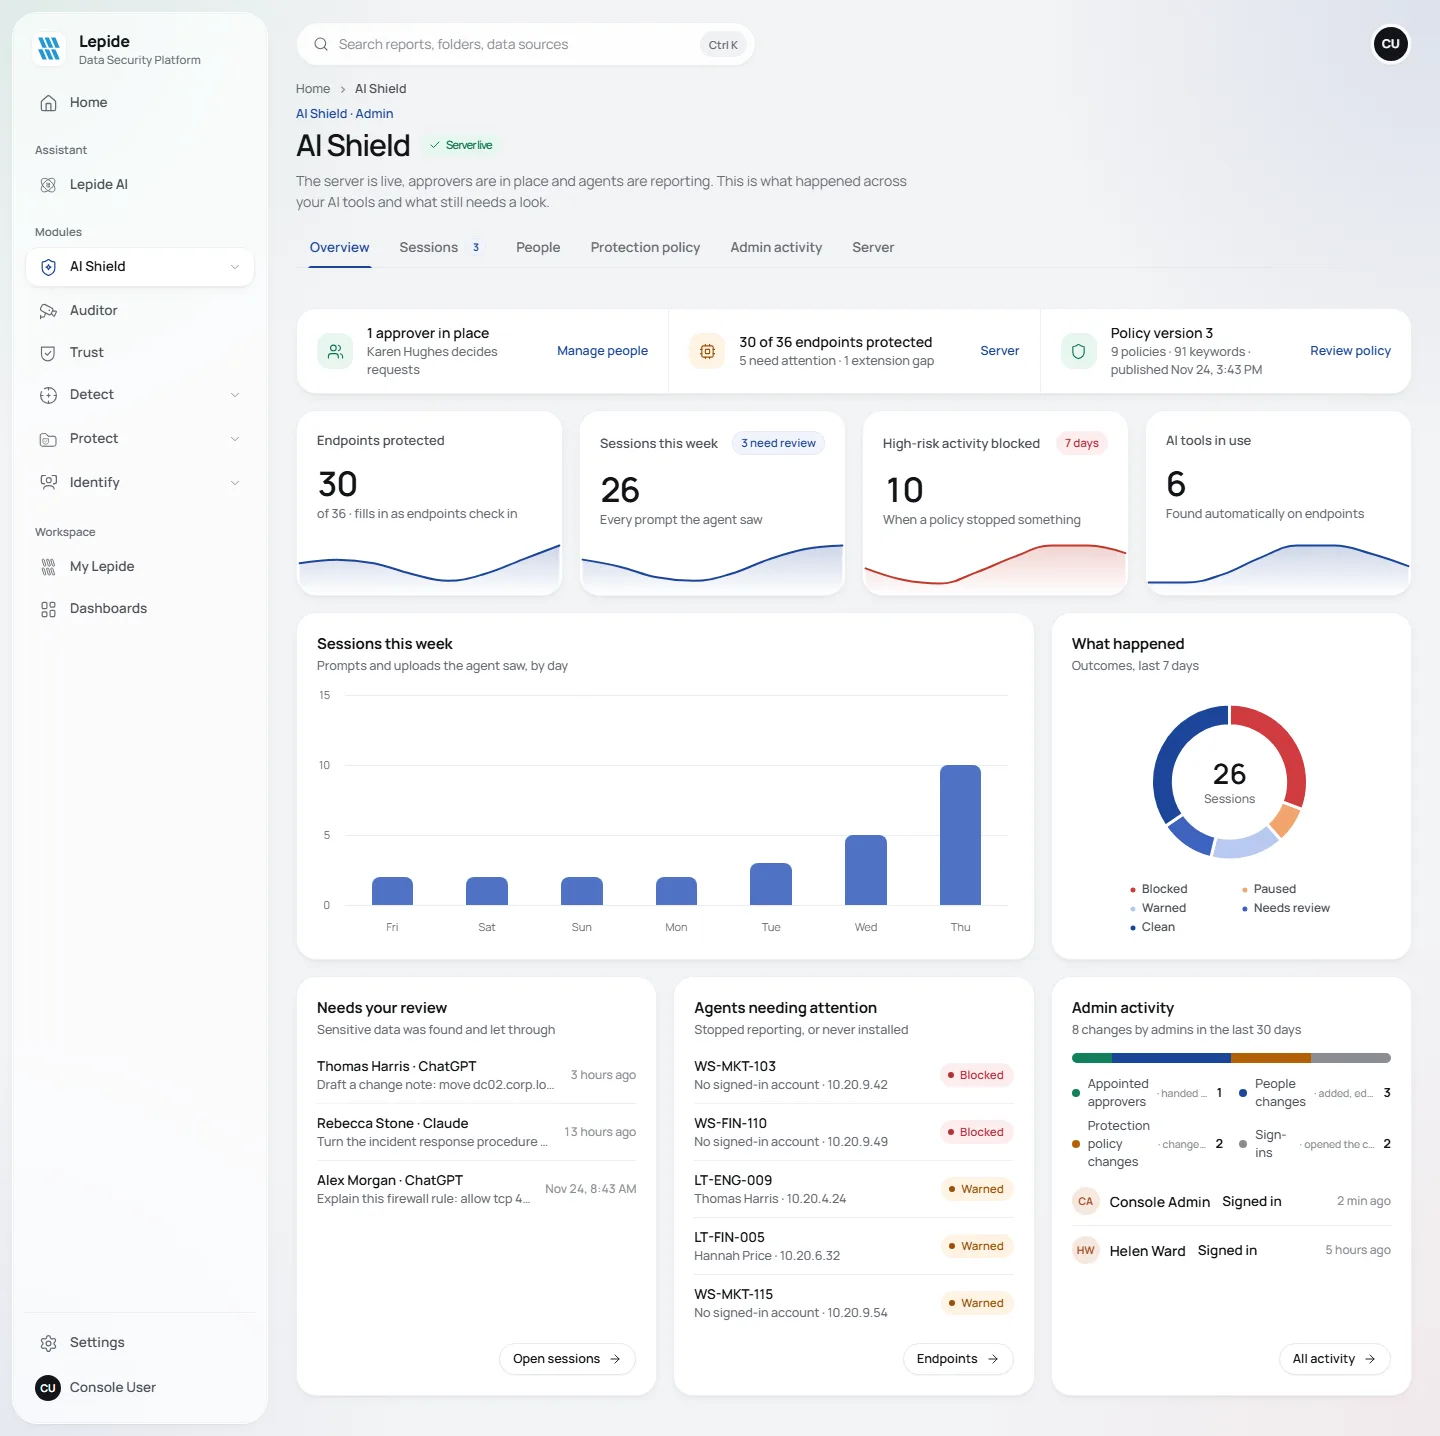 Lepide
Data Security Platform
Home
Assistant
Lepide AI
Modules
AI Shield
Auditor
Trust
Detect
Protect
Identify
Workspace
My Lepide
Dashboards
Settings
CU
Console User
Search reports, folders, data sources
Ctrl K
CU
Home > AI Shield
AI Shield · Admin
AI Shield
Server live
The server is live, approvers are in place and agents are reporting. This is what happened across
your AI tools and what still needs a look.
Overview
Sessions 3
People
Protection policy
Admin activity
Server
1 approver in place
Karen Hughes decides
requests
Manage people
30 of 36 endpoints protected
5 need attention · 1 extension gap
Server
Policy version 3
9 policies · 91 keywords ·
published Nov 24, 3:43 PM
Review policy
Endpoints protected
30
of 36 · fills in as endpoints check in
Sessions this week
3 need review
26
Every prompt the agent saw
High-risk activity blocked
7 days
10
When a policy stopped something
AI tools in use
6
Found automatically on endpoints
Sessions this week
Prompts and uploads the agent saw, by day
15
10
5
0
Fri
Sat
Sun
Mon
Tue
Wed
Thu
What happened
Outcomes, last 7 days
26
Sessions
Blocked
Paused
Warned
Needs review
Clean
Needs your review
Sensitive data was found and let through
Thomas Harris · ChatGPT
Draft a change note: move dc02.corp.lo...
3 hours ago
Rebecca Stone · Claude
Turn the incident response procedure ...
13 hours ago
Alex Morgan · ChatGPT
Explain this firewall rule: allow tcp 4...
Nov 24, 8:43 AM
Open sessions
Agents needing attention
Stopped reporting, or never installed
WS-MKT-103
No signed-in account · 10.20.9.42
Blocked
WS-FIN-110
No signed-in account · 10.20.9.49
Blocked
LT-ENG-009
Thomas Harris · 10.20.4.24
Warned
LT-FIN-005
Hannah Price · 10.20.6.32
Warned
WS-MKT-115
No signed-in account · 10.20.9.54
Warned
Endpoints
Admin activity
8 changes by admins in the last 30 days
Appointed
approvers
· handed ...
1
People
changes
· added, ed...
3
Protection
policy
changes
· change...
2
Sign-
ins
· opened the c...
2
CA
Console Admin Signed in
2 min ago
HW
Helen Ward Signed in
5 hours ago
All activity